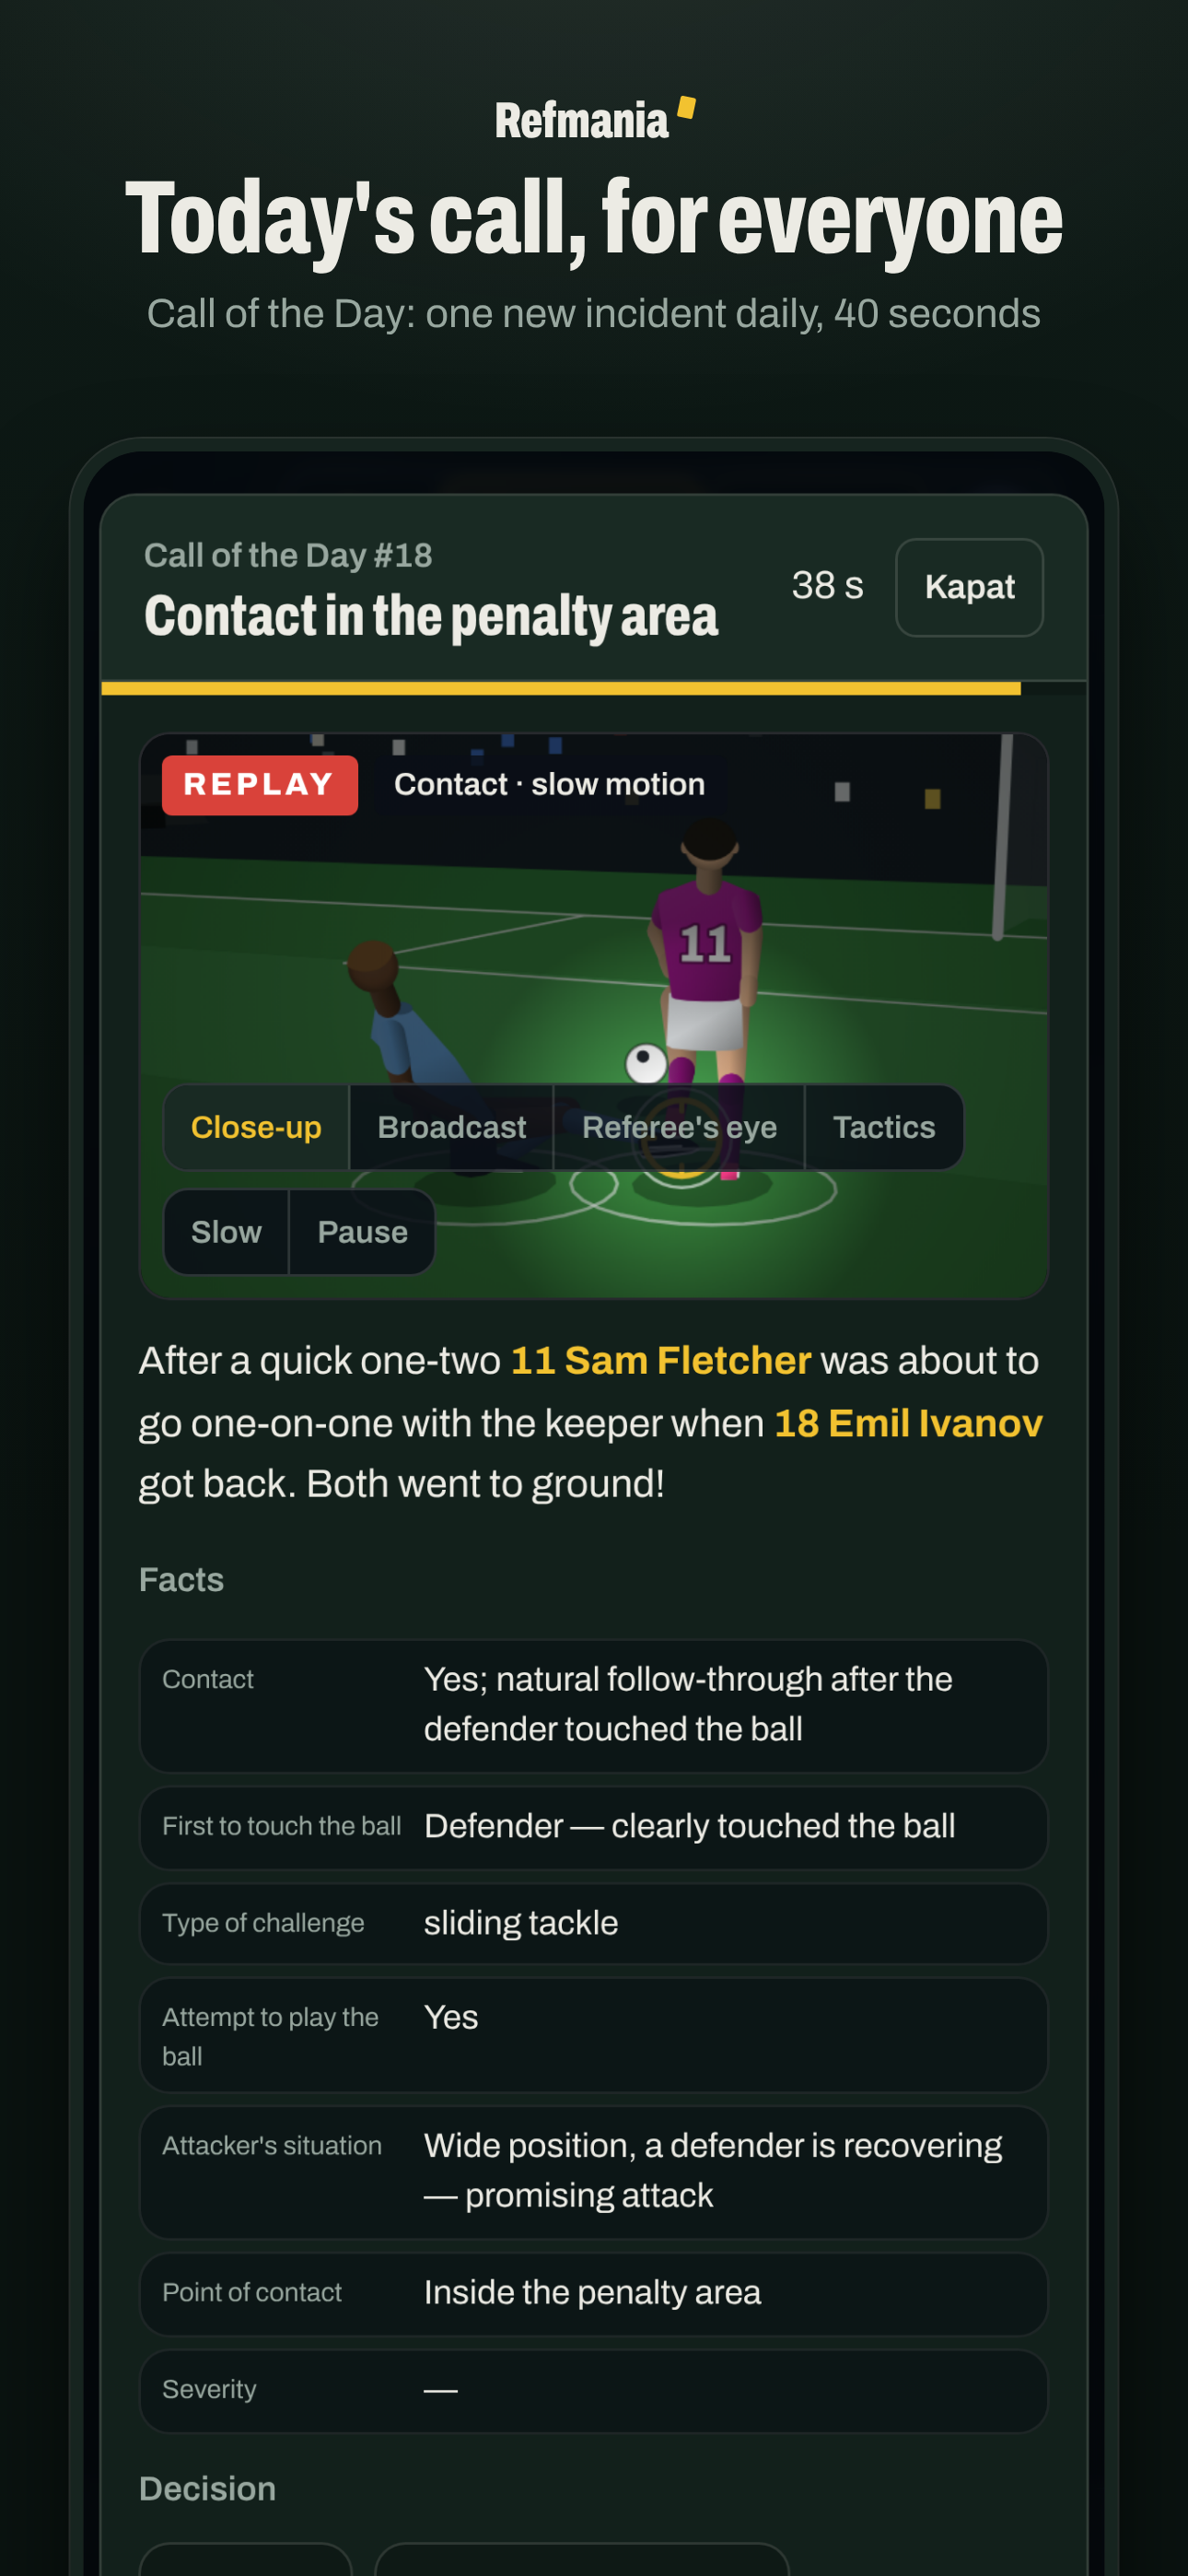 Refmania
Today's call, for everyone
Call of the Day: one new incident daily, 40 seconds
Call of the Day #18
Contact in the penalty area
38 s
Kapat
REPLAY
Contact · slow motion
11
Close-up
Broadcast
Referee's eye
Tactics
Slow
Pause
After a quick one-two 11 Sam Fletcher was about to
go one-on-one with the keeper when 18 Emil Ivanov
got back. Both went to ground!
Facts
Contact
Yes; natural follow-through after the
defender touched the ball
First to touch the ball
Defender — clearly touched the ball
Type of challenge
sliding tackle
Attempt to play the
ball
Yes
Attacker's situation
Wide position, a defender is recovering
— promising attack
Point of contact
Inside the penalty area
Severity
—
Decision